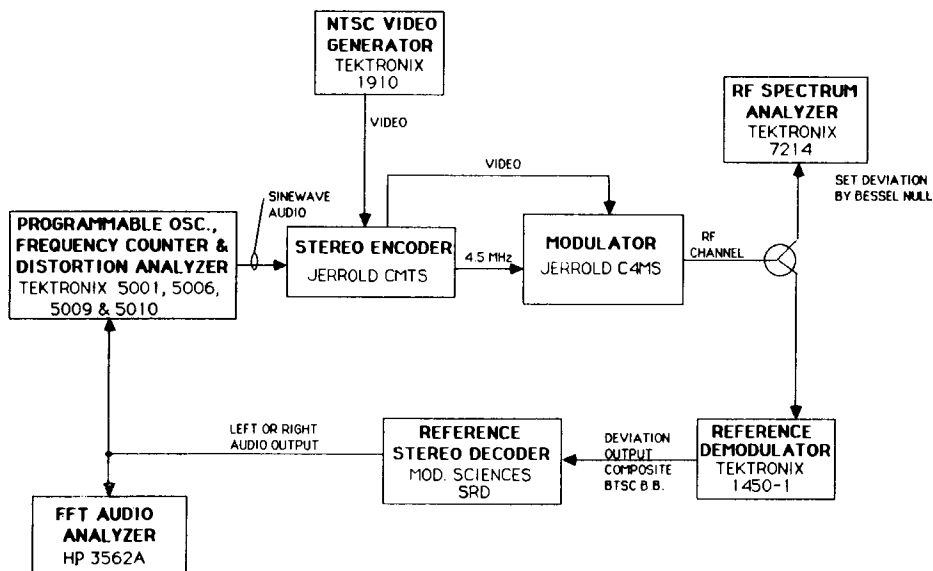 NTSC VIDEO
GENERATOR
TEKTRONIX
1910
VIDEO
RF SPECTRUM
ANALYZER
TEKTRONIX
7214
SET DEVIATION
BY BESSEL NULL
VIDEO
SINEWAVE
AUDIO
PROGRAMMABLE OSC.,
FREQUENCY COUNTER &
DISTORTION ANALYZER
TEKTRONIX 5001, 5006,
5009 & 5010
STEREO ENCODER
JERROLD CMTS
4.5 MHz
MODULATOR
JERROLD C4MS
RF
CHANNEL
LEFT OR RIGHT
AUDIO OUTPUT
REFERENCE
STEREO DECODER
MOD. SCIENCES
SRD
DEVIATION
OUTPUT
COMPOSITE
BTSC B.B.
REFERENCE
DEMODULATOR
TEKTRONIX
1450-1
FFT AUDIO
ANALYZER
HP 3562A